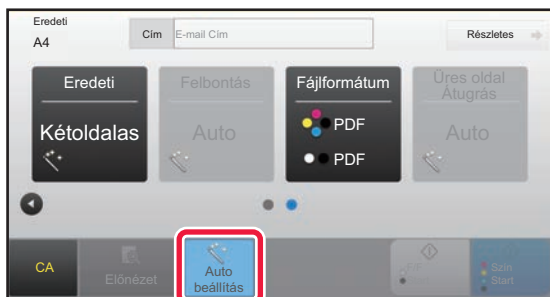 Eredeti
A4
Cím
E-mail Cím
Részletes
Eredeti
Kétoldalas
Felbontás
Auto
Fájlformátum
PDF
PDF
Üres oldal
Átugrás
Auto
CA
Előnézet
Auto
beállítás
Szín
Start